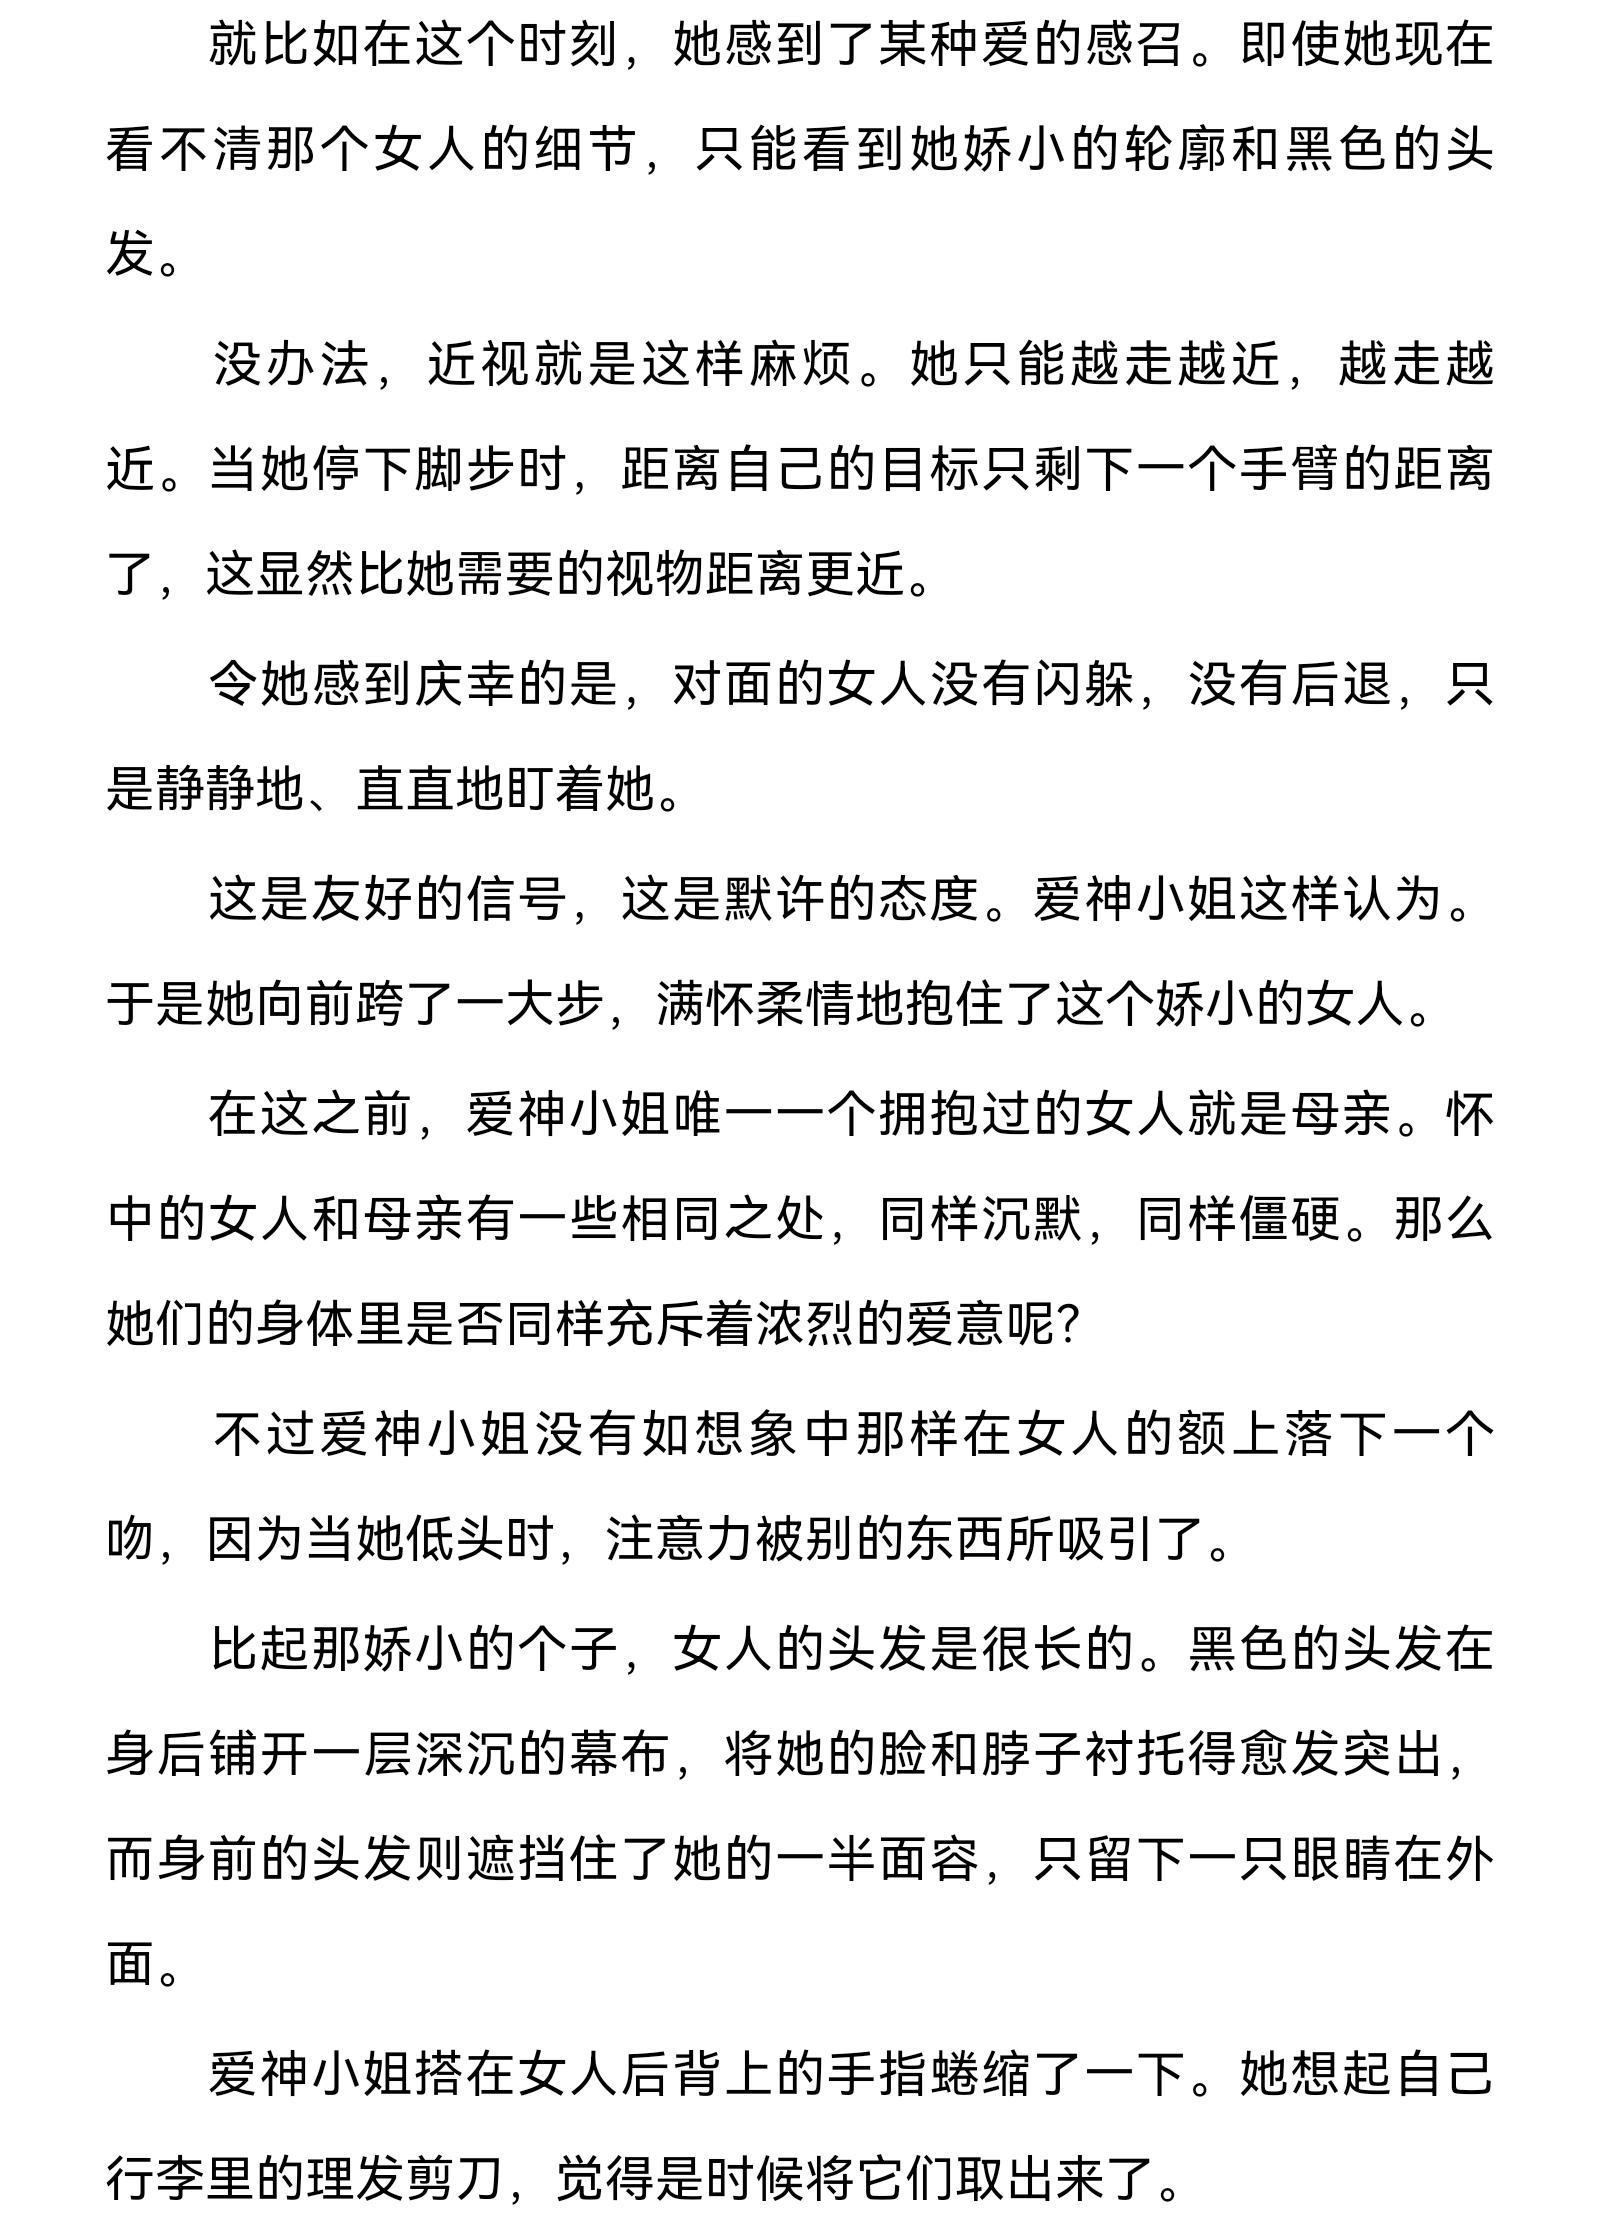 就比如在这个时刻，她感到了某种爱的感召。即使她现在
看不清那个女人的细节，只能看到她娇小的轮廓和黑色的头
发。
没办法，近视就是这样麻烦。她只能越走越近，越走越
近。当她停下脚步时，距离自己的目标只剩下一个手臂的距离
了，这显然比她需要的视物距离更近。
令她感到庆幸的是，对面的女人没有闪躲，没有后退，只
是静静地、直直地盯着她。
这是友好的信号，这是默许的态度。爱神小姐这样认为。
于是她向前跨了一大步，满怀柔情地抱住了这个娇小的女人。
在这之前，爱神小姐唯一一个拥抱过的女人就是母亲。怀
中的女人和母亲有一些相同之处，同样沉默，同样僵硬。那么
她们的身体里是否同样充斥着浓烈的爱意呢？
不过爱神小姐没有如想象中那样在女人的额上落下一个
吻，因为当她低头时，注意力被别的东西所吸引了。
比起那娇小的个子，女人的头发是很长的。黑色的头发在
身后铺开一层深沉的幕布，将她的脸和脖子衬托得愈发突出，
而身前的头发则遮挡住了她的一半面容，只留下一只眼睛在外
面。
爱神小姐搭在女人后背上的手指蜷缩了一下。她想起自己
行李里的理发剪刀，觉得是时候将它们取出来了。